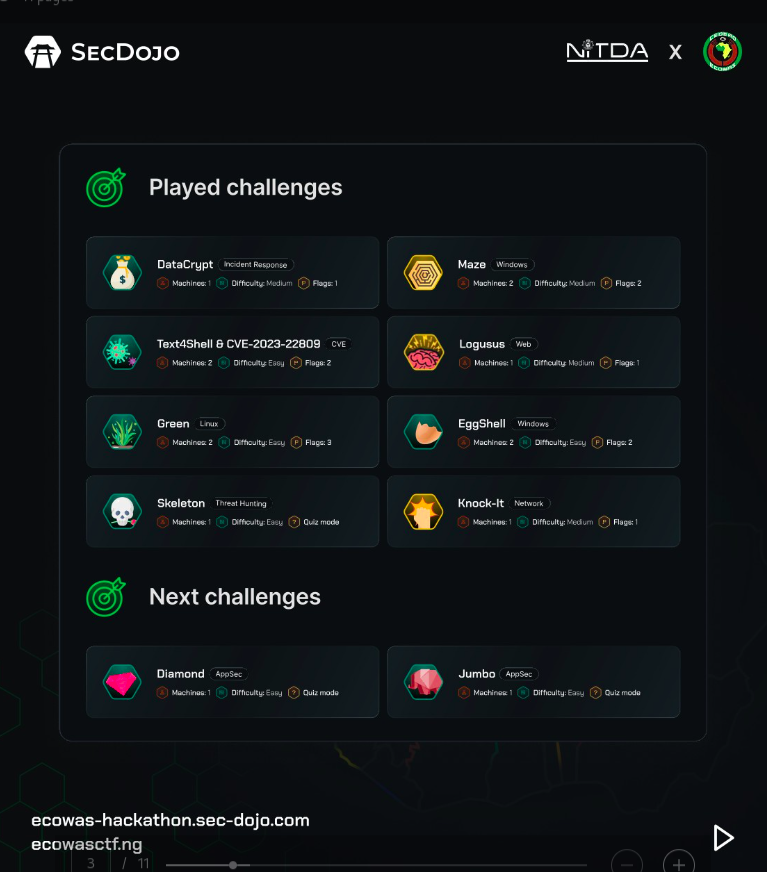 SECDOJO
NiTDA X
CEDEAO
ECOWAS
Played challenges
DataCrypt Incident Response
Machines: 1 Difficulty: Medium Flags: 1
Maze Windows
Machines: 2 Difficulty: Medium Flags: 2
Text4Shell & CVE-2023-22809 CVE
Machines: 2 Difficulty: Easy Flags: 2
Logusus Web
Machines: 1 Difficulty: Medium Flags: 1
Green Linux
Machines: 2 Difficulty: Easy Flags: 3
EggShell Windows
Machines: 2 Difficulty: Easy Flags: 2
Skeleton Threat Hunting
Machines: 1 Difficulty: Easy ? Quiz mode
Knock-It Network
Machines: 1 Difficulty: Medium Flags: 1
Next challenges
Diamond AppSec
Machines: 1 Difficulty: Easy ? Quiz mode
Jumbo AppSec
Machines: 1 Difficulty: Easy ? Quiz mode
ecowas-hackathon.sec-dojo.com
ecowasctf.ng
3 / 11